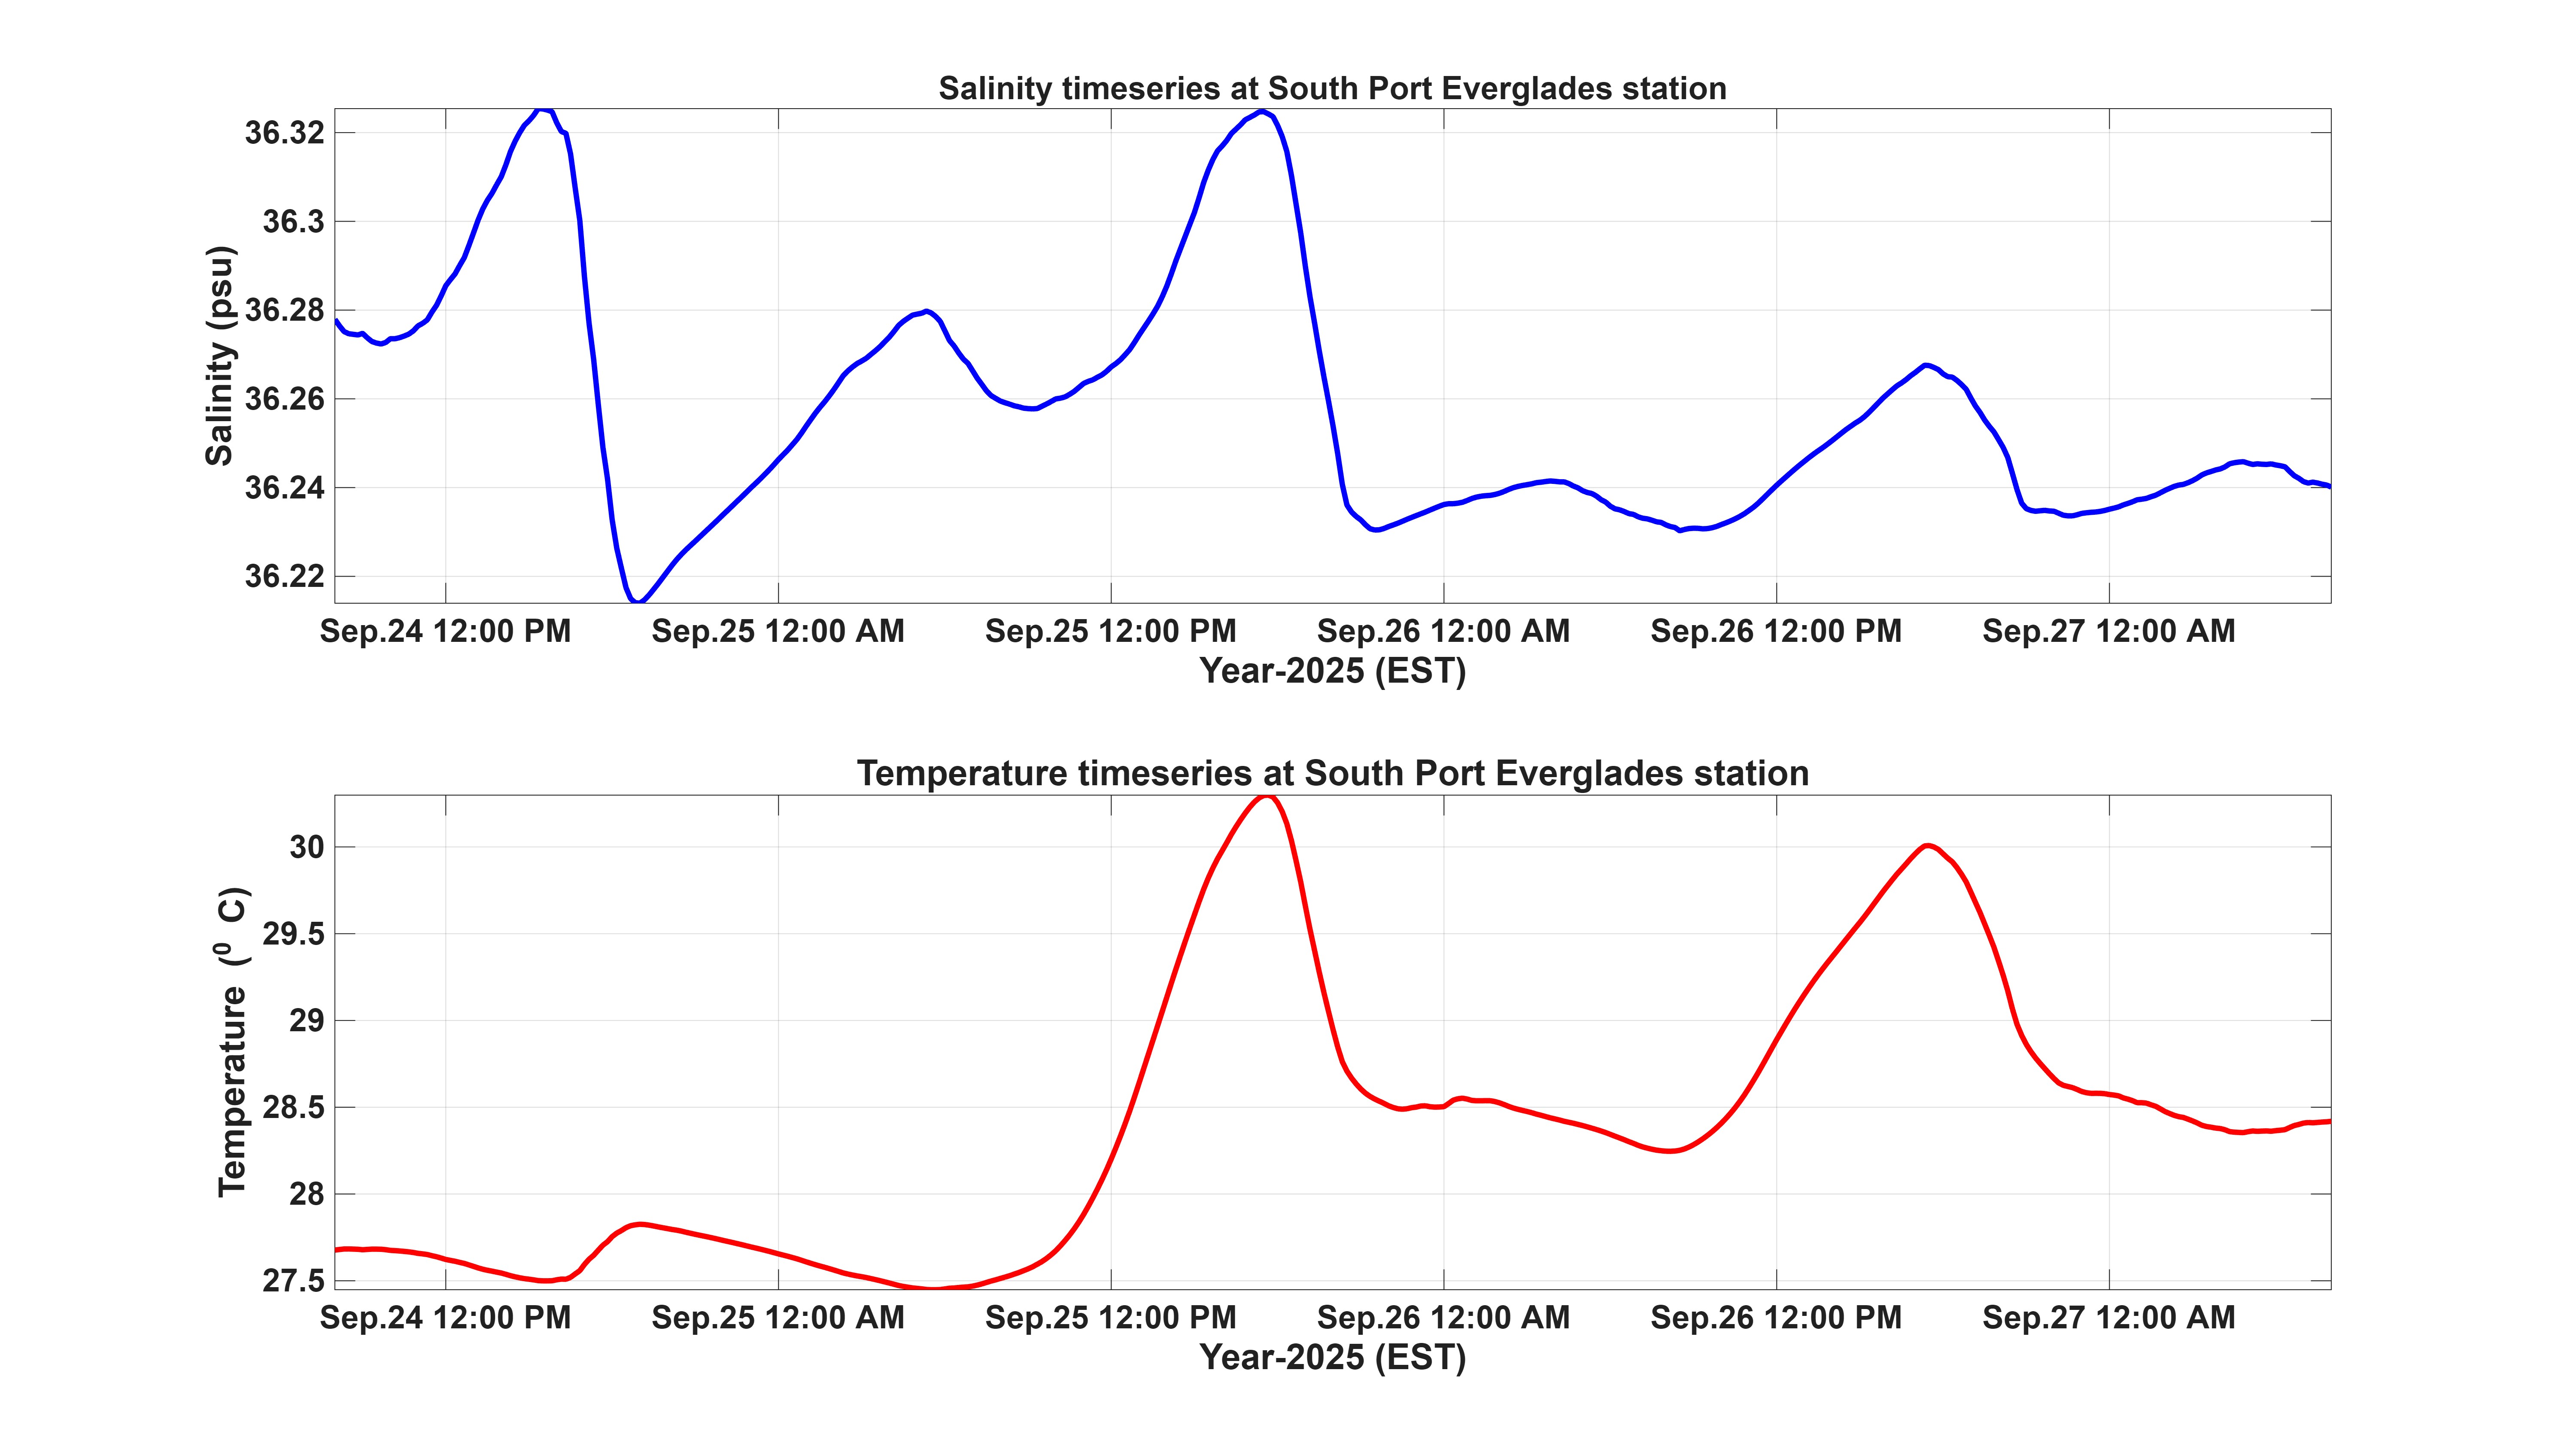 Salinity timeseries at South Port Everglades station
36.32
36.3
36.28
36.26
36.24
36.22
Salinity (psu)
Sep.24 12:00 PM Sep.25 12:00 AM Sep.25 12:00 PM Sep.26 12:00 AM Sep.26 12:00 PM Sep.27 12:00 AM
Year-2025 (EST)
Temperature timeseries at South Port Everglades station
30
29.5
29
28.5
28
27.5
Temperature (⁰ C)
Sep.24 12:00 PM Sep.25 12:00 AM Sep.25 12:00 PM Sep.26 12:00 AM Sep.26 12:00 PM Sep.27 12:00 AM
Year-2025 (EST)